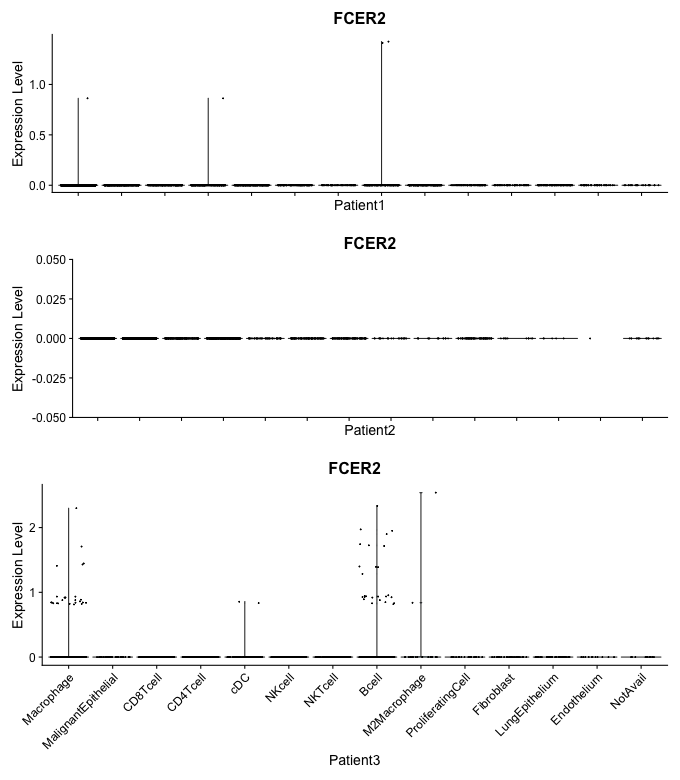 FCER2
Expression Level
1.0
0.5
0.0
Patient1
FCER2
Expression Level
0.050
0.025
0.000
-0.025
-0.050
Patient2
FCER2
Expression Level
2
1
0
Macrophage
MalignantEpithelial
CD8Tcell
CD4Tcell
cDC
NKcell
NKTcell
Bcell
M2Macrophage
ProliferatingCell
Fibroblast
LungEpithelium
Endothelium
NotAvail
Patient3